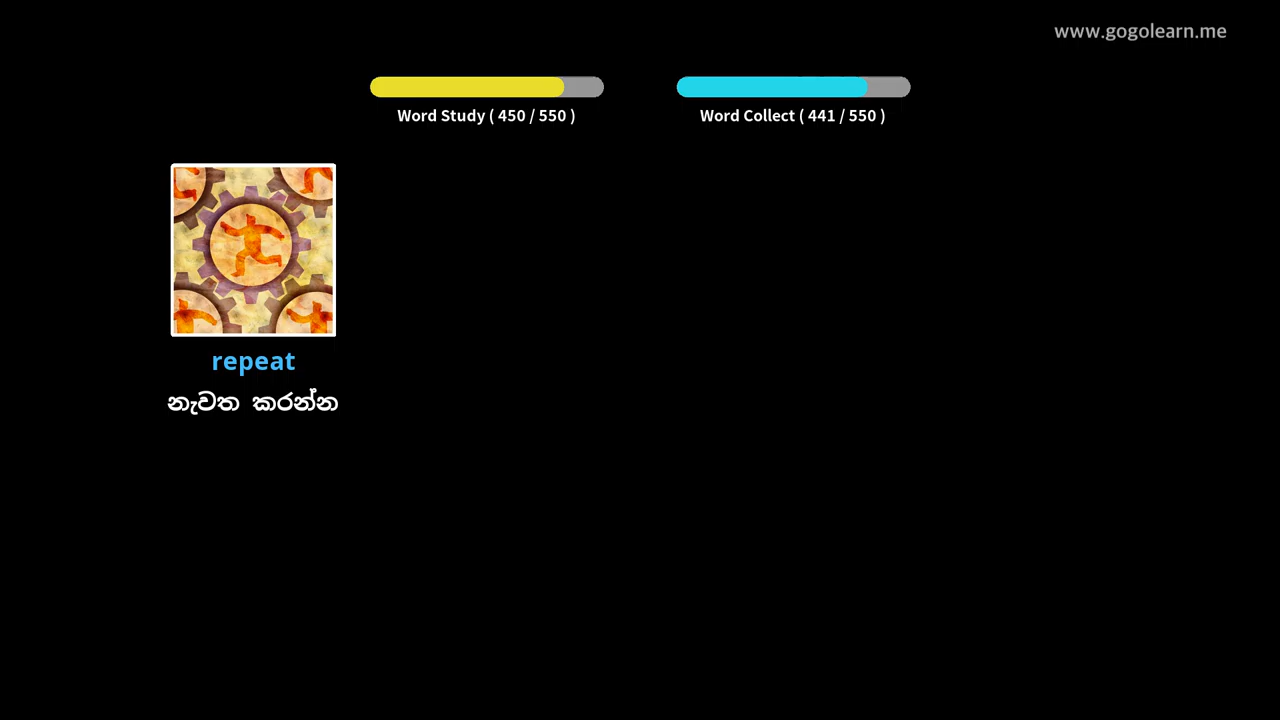 www.gogolearn.me
Word Study ( 450 / 550 )
Word Collect ( 441 / 550 )
repeat
නැවත කරන්න